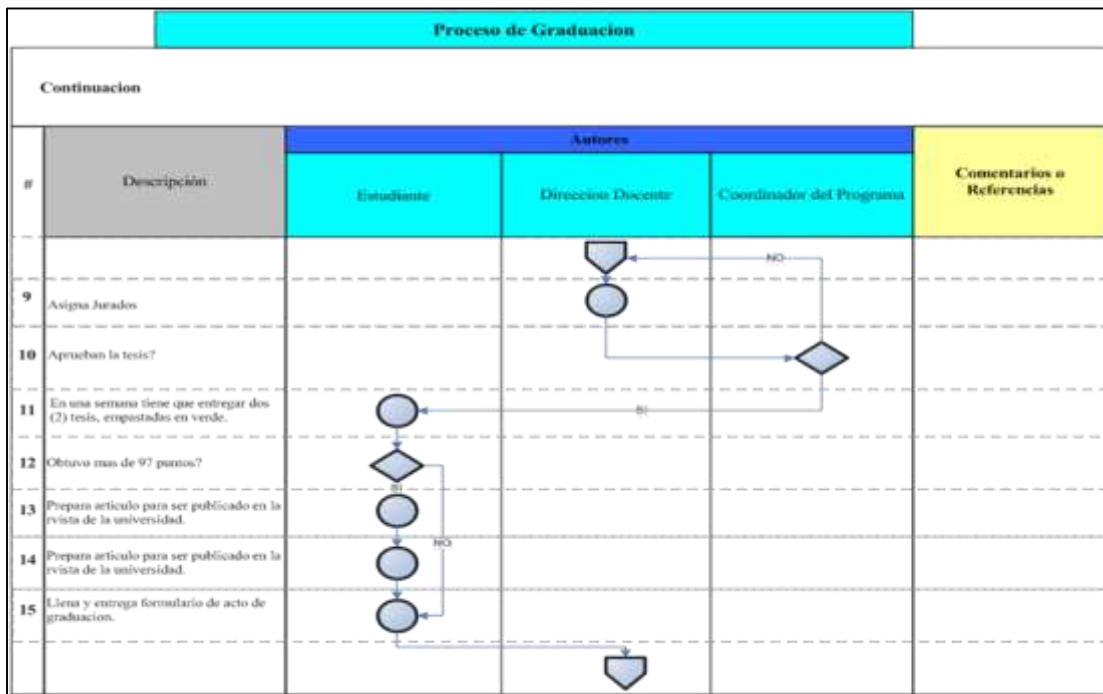 Proceso de Graduacion
Continuacion
Autores
#
Descripción
Estudiante
Direccion Docente
Coordinador del Programa
Comentarios o
Referencias
NO
9
Asigna Jurados
10
Aprueban la tesis?
11
En una semana tiene que entregar dos
(2) tesis, empastadas en verde.
12
Obtuvo mas de 97 puntos?
13
Prepara articulo para ser publicado en la
rvista de la universidad.
NO
14
Prepara articulo para ser publicado en la
rvista de la universidad.
15
Llena y entrega formulario de acto de
graduacion.